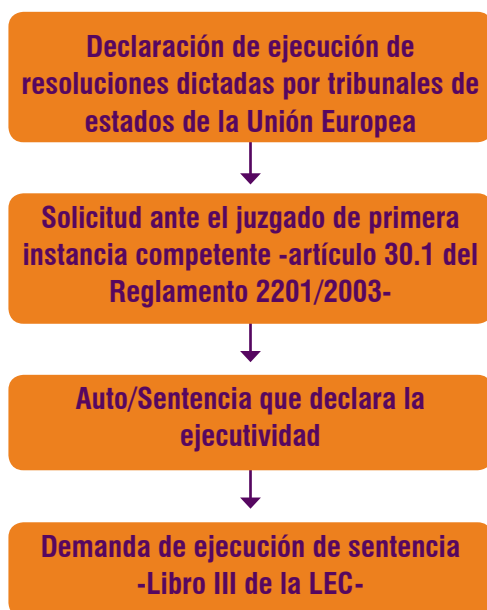 Declaración de ejecución de
resoluciones dictadas por tribunales de
estados de la Unión Europea
Solicitud ante el juzgado de primera
instancia competente -artículo 30.1 del
Reglamento 2201/2003-
Auto/Sentencia que declara la
ejecutividad
Demanda de ejecución de sentencia
-Libro III de la LEC-